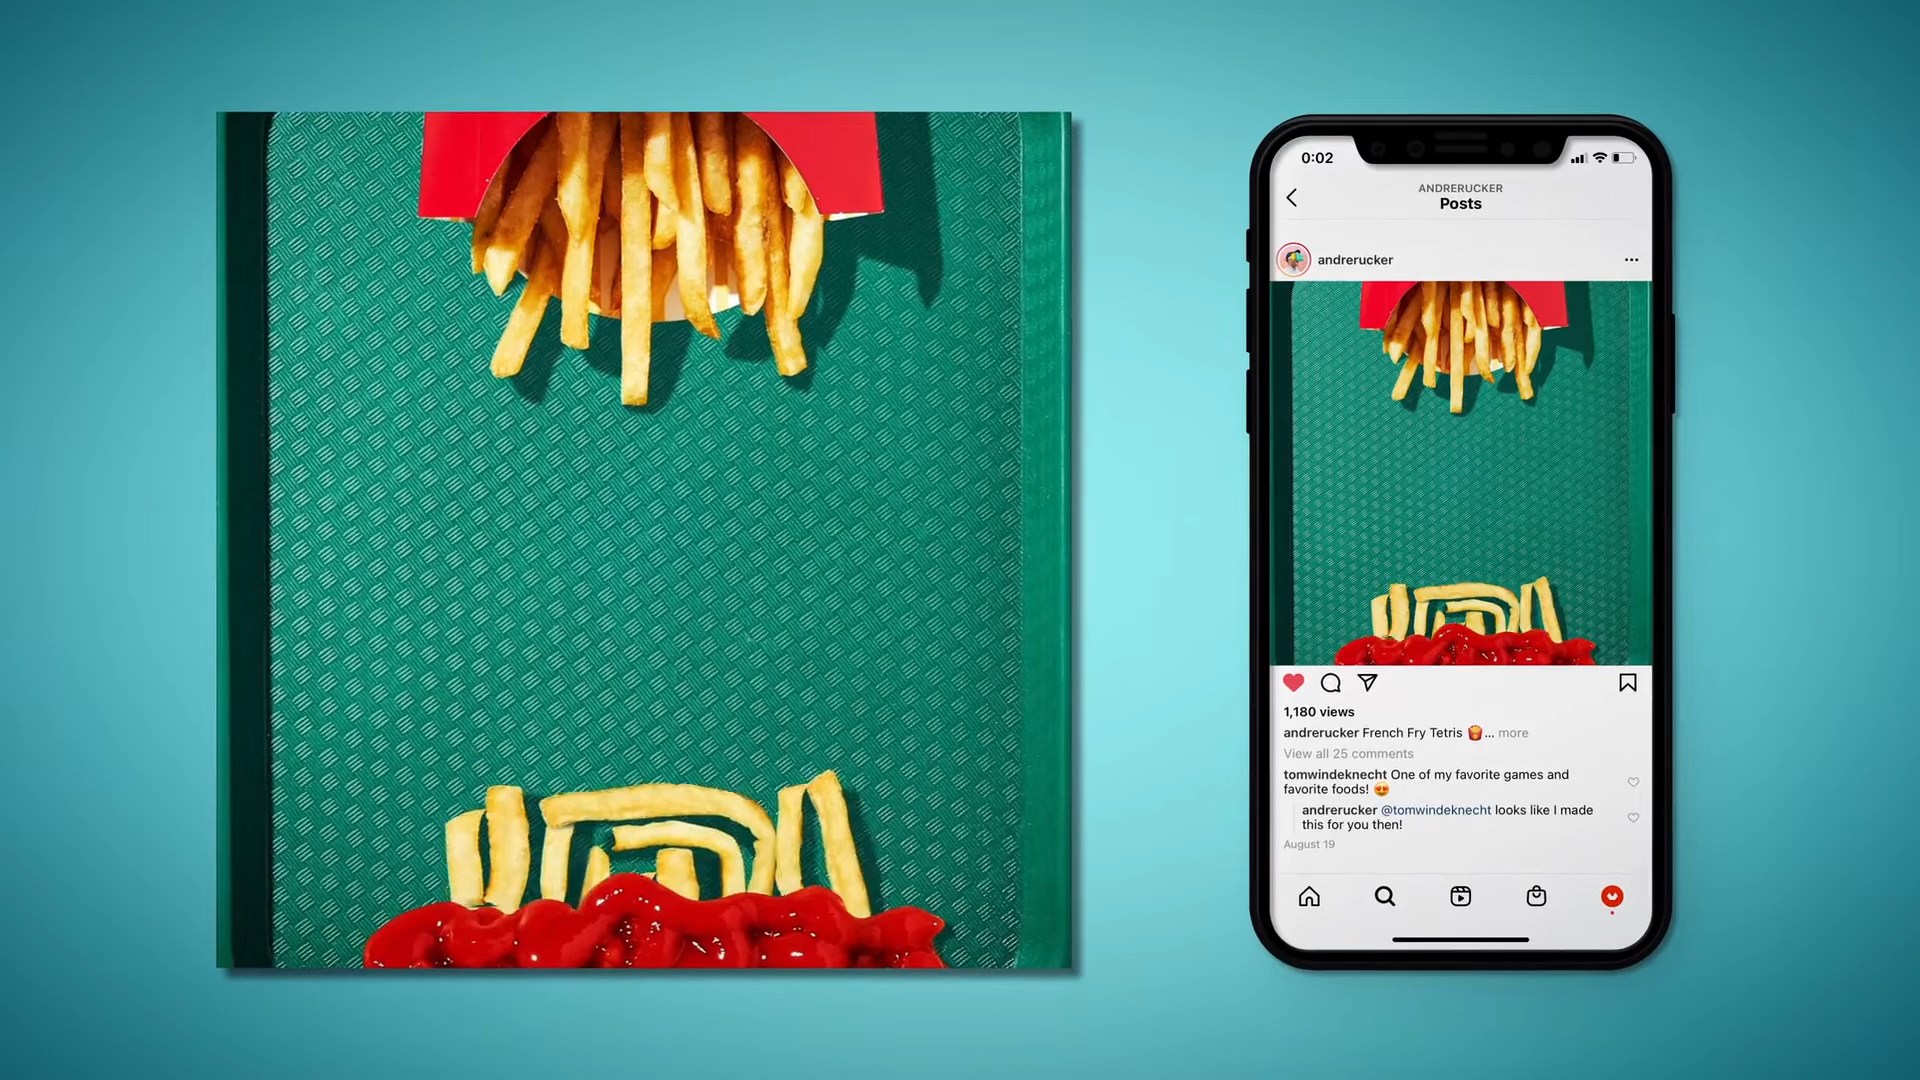 0:02
ANDRERUCKER
Posts
andrerucker
1,180 views
andrerucker French Fry Tetris 🍟... more
View all 25 comments
tomwindeknecht One of my favorite games and
favorite foods! 😍
andrerucker @tomwindeknecht looks like I made
this for you then!
August 19